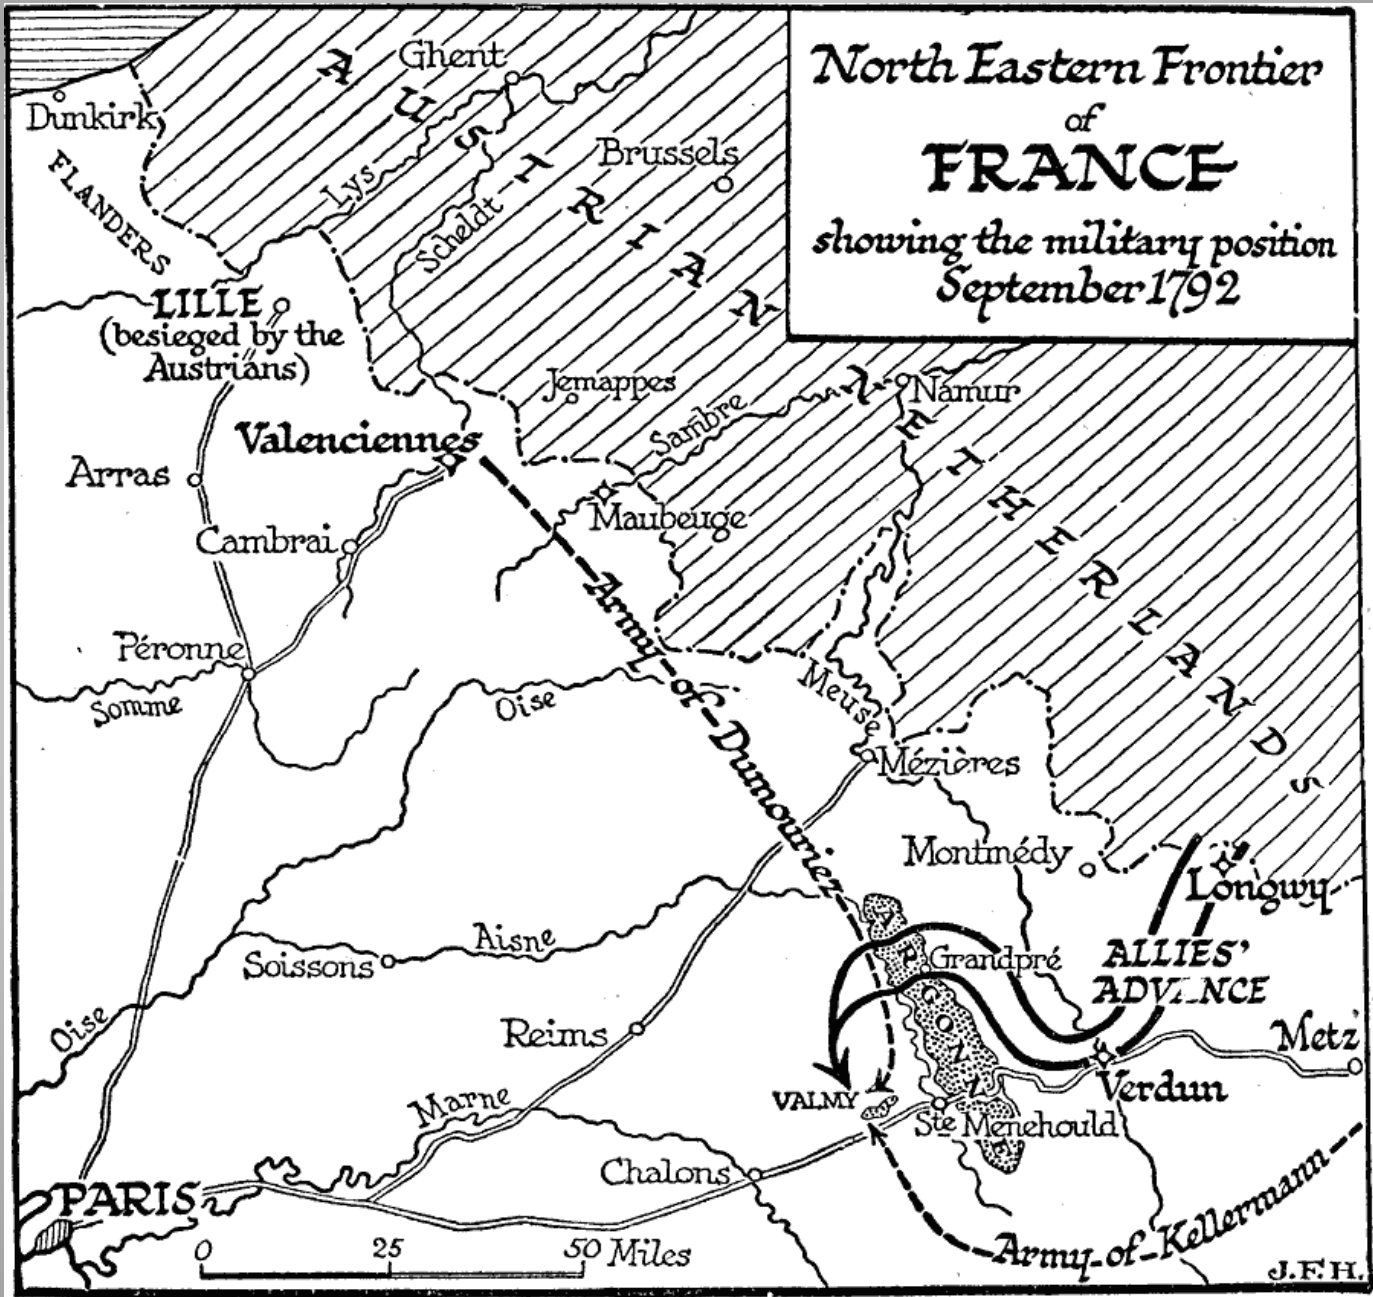 North Eastern Frontier
of
FRANCE
showing the military position
September 1792
AUSTRIAN
NETHERLANDS
Ghent
Dunkirk
FLANDERS
Lys
Scheldt
Brussels
LILLE
(besieged by the
Austrians)
Jemappes
Sambre
Namur
Valenciennes
Arras
Maubeuge
Cambrai
Army of Dumouriez
Péronne
Somme
Oise
Meuse
Mézières
Montmédy
Longwy
Aisne
Soissons
ARGONNE
Grandpré
ALLIES'
ADVANCE
Oise
Reims
Metz
Verdun
Marne
VALMY
Ste Menehould
Chalons
PARIS
Army of Kellermann
0 25 50 Miles
J.F.H.